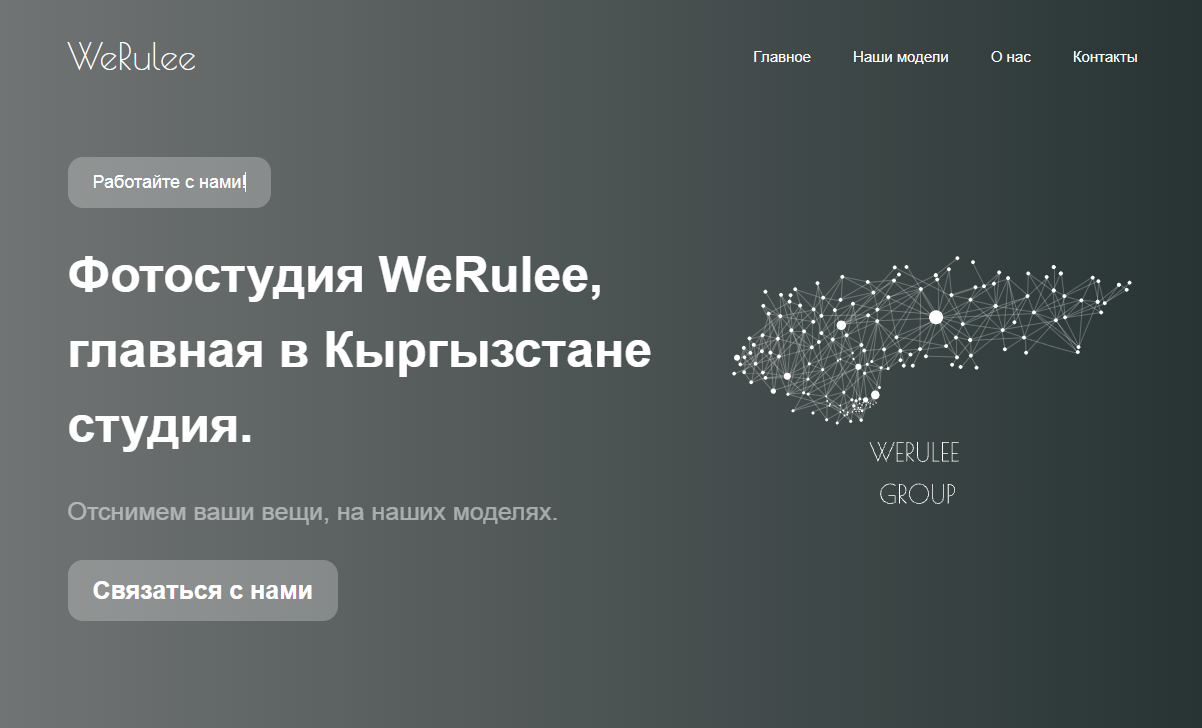 WeRulee
Главное
Наши модели
О нас
Контакты
Работайте с нами!
Фотостудия WeRulee,
главная в Кыргызстане
студия.
Отснимем ваши вещи, на наших моделях.
Связаться с нами
WERULEE
GROUP